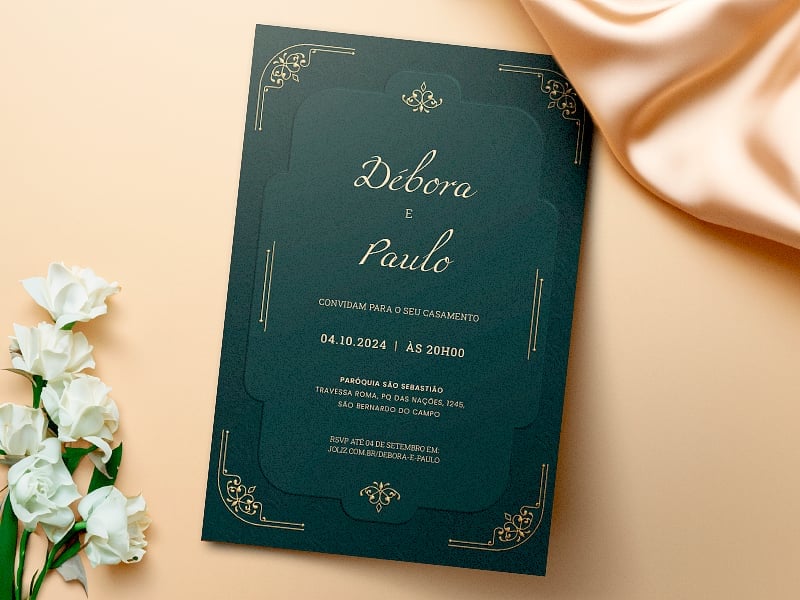 Débora
E
Paulo
CONVIDAM PARA O SEU CASAMENTO
04.10.2024 | ÀS 20H00
PARÓQUIA SÃO SEBASTIÃO
TRAVESSA ROMA, PQ DAS NAÇÕES, 1245,
SÃO BERNARDO DO CAMPO
RSVP ATÉ 04 DE SETEMBRO EM:
JOLIZ.COM.BR/DEBORA-E-PAULO